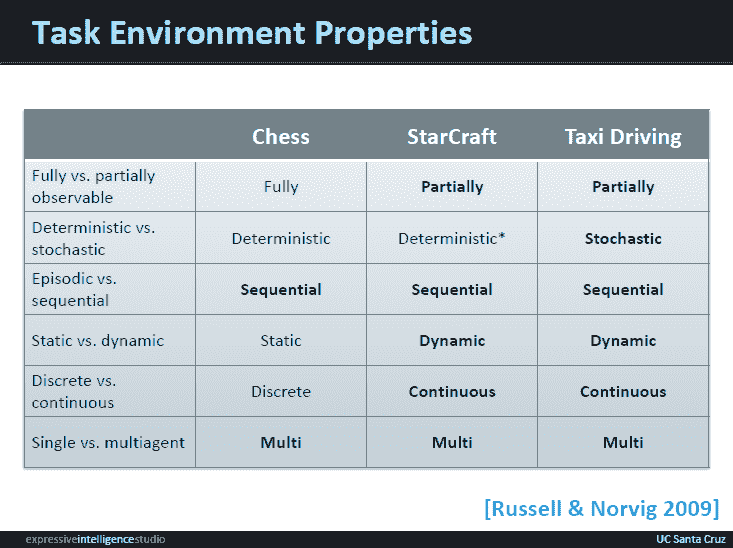 Task Environment Properties
Chess StarCraft Taxi Driving
Fully vs. partially
observable
Fully Partially Partially
Deterministic vs.
stochastic
Deterministic Deterministic* Stochastic
Episodic vs.
sequential
Sequential Sequential Sequential
Static vs. dynamic Static Dynamic Dynamic
Discrete vs.
continuous
Discrete Continuous Continuous
Single vs. multiagent Multi Multi Multi
[Russell & Norvig 2009]
expressiveintelligencestudio UC Santa Cruz